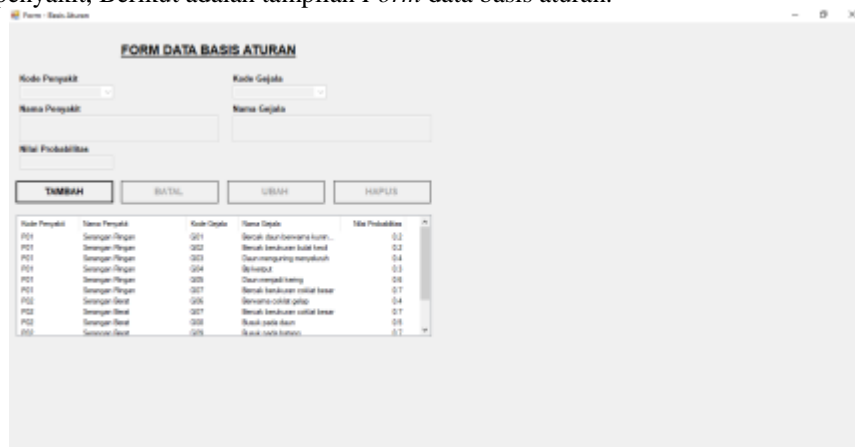 penyakit, Berikut adalah tampilan Form data basis aturan.
Form - Basis Aturan
FORM DATA BASIS ATURAN
Kode Penyakit Kode Gejala
Nama Penyakit Nama Gejala
Nilai Probabilitas
TAMBAH BATAL UBAH HAPUS
Kode Penyakit Nama Penyakit Kode Gejala Nama Gejala Nilai Probabilitas
P01 Serangan Ringan G01 Bercak daun berwarna kunin... 0.2
P01 Serangan Ringan G02 Bercak berukuran bulat kecil 0.2
P01 Serangan Ringan G03 Daun menguning menyeluruh 0.4
P01 Serangan Ringan G04 0.3
P01 Serangan Ringan G05 Daun menjadi kering 0.6
P01 Serangan Ringan G07 Bercak berukuran coklat besar 0.7
P02 Serangan Berat G06 Berwarna coklat gelap 0.4
P02 Serangan Berat G07 Bercak berukuran coklat besar 0.7
P02 Serangan Berat G08 Busuk pada daun
P02 Serangan Berat G09 Busuk pada batang 0.7